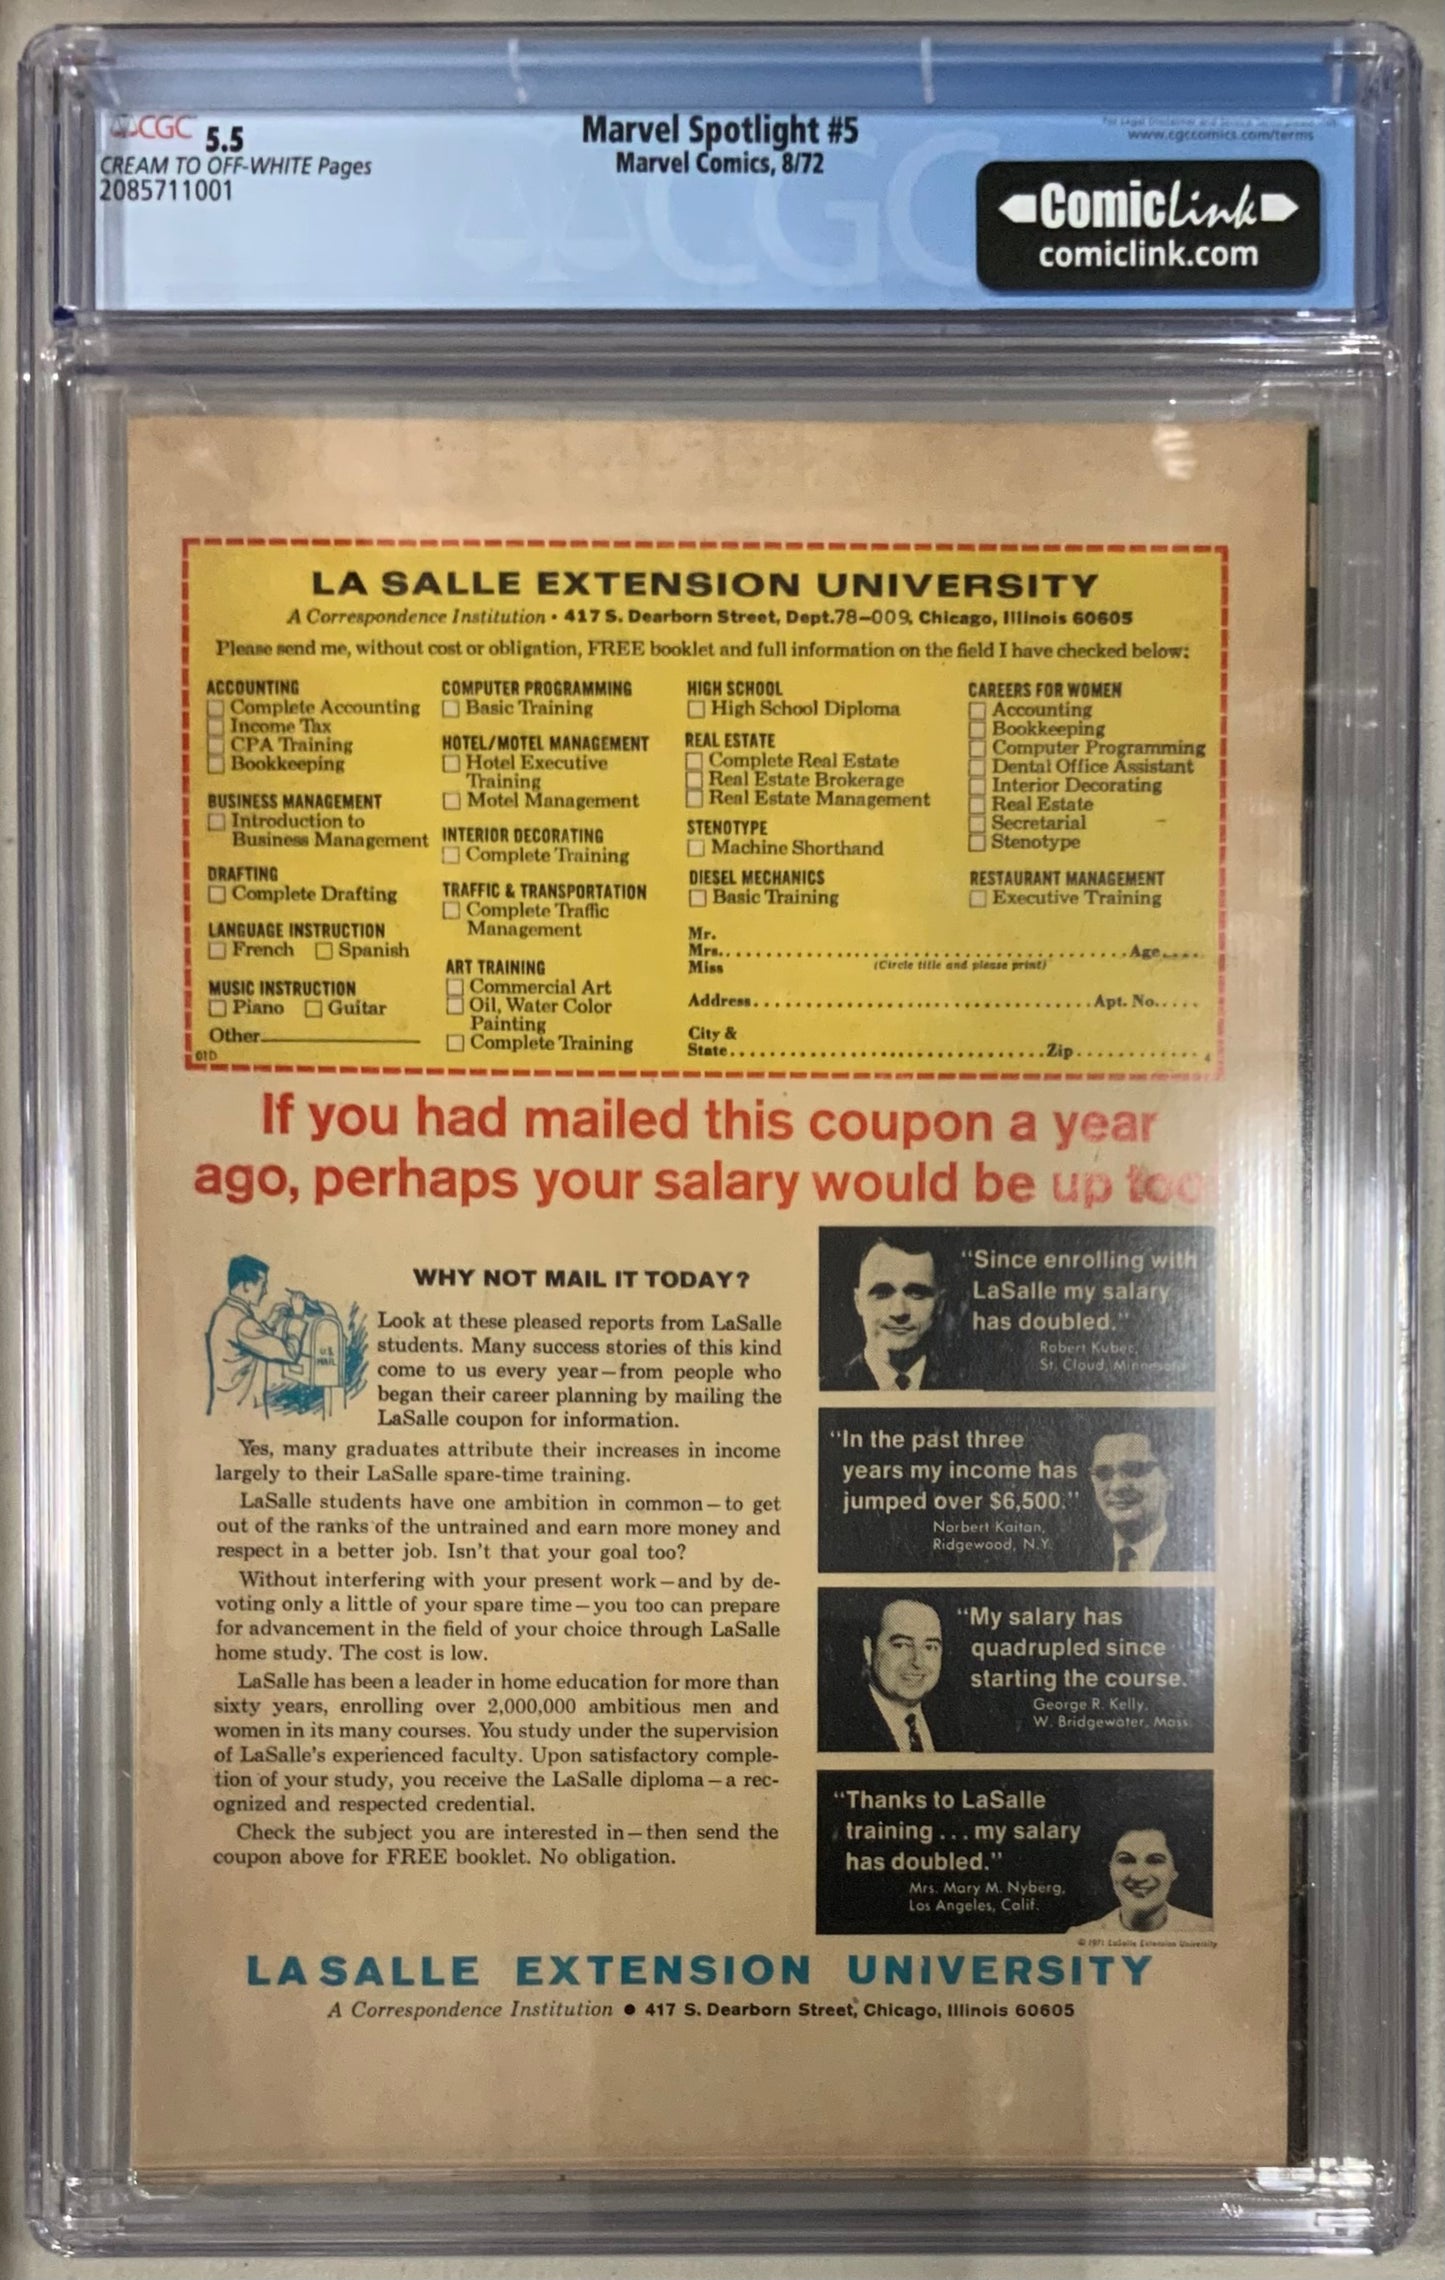 CGC 5.5
CREAM TO OFF-WHITE Pages
2085711001
Marvel Spotlight #5
Marvel Comics, 8/72
www.cgccomics.com/terms
CGC
ComicLink
comiclink.com
LA SALLE EXTENSION UNIVERSITY
A Correspondence Institution • 417 S. Dearborn Street, Dept.78-009, Chicago, Illinois 60605
Please send me, without cost or obligation, FREE booklet and full information on the field I have checked below:
ACCOUNTING
Complete Accounting
Income Tax
CPA Training
Bookkeeping
BUSINESS MANAGEMENT
Introduction to
Business Management
DRAFTING
Complete Drafting
LANGUAGE INSTRUCTION
French Spanish
MUSIC INSTRUCTION
Piano Guitar
Other
01D
COMPUTER PROGRAMMING
Basic Training
HOTEL/MOTEL MANAGEMENT
Hotel Executive
Training
Motel Management
INTERIOR DECORATING
Complete Training
TRAFFIC & TRANSPORTATION
Complete Traffic
Management
ART TRAINING
Commercial Art
Oil, Water Color
Painting
Complete Training
HIGH SCHOOL
High School Diploma
REAL ESTATE
Complete Real Estate
Real Estate Brokerage
Real Estate Management
STENOTYPE
Machine Shorthand
DIESEL MECHANICS
Basic Training
CAREERS FOR WOMEN
Accounting
Bookkeeping
Computer Programming
Dental Office Assistant
Interior Decorating
Real Estate
Secretarial
Stenotype
RESTAURANT MANAGEMENT
Executive Training
Mr.
Mrs. Age
Miss (Circle title and please print)
Address Apt. No.
City &
State Zip
If you had mailed this coupon a year
ago, perhaps your salary would be up too
WHY NOT MAIL IT TODAY?
U.S. MAIL
Look at these pleased reports from LaSalle
students. Many success stories of this kind
come to us every year—from people who
began their career planning by mailing the
LaSalle coupon for information.
Yes, many graduates attribute their increases in income
largely to their LaSalle spare-time training.
LaSalle students have one ambition in common—to get
out of the ranks of the untrained and earn more money and
respect in a better job. Isn't that your goal too?
Without interfering with your present work—and by de-
voting only a little of your spare time—you too can prepare
for advancement in the field of your choice through LaSalle
home study. The cost is low.
LaSalle has been a leader in home education for more than
sixty years, enrolling over 2,000,000 ambitious men and
women in its many courses. You study under the supervision
of LaSalle's experienced faculty. Upon satisfactory comple-
tion of your study, you receive the LaSalle diploma—a rec-
ognized and respected credential.
Check the subject you are interested in—then send the
coupon above for FREE booklet. No obligation.
"Since enrolling with
LaSalle my salary
has doubled."
Robert Kubec,
St. Cloud, Minnesota
"In the past three
years my income has
jumped over $6,500."
Norbert Kaitan,
Ridgewood, N.Y.
"My salary has
quadrupled since
starting the course."
George R. Kelly,
W. Bridgewater, Mass.
"Thanks to LaSalle
training ... my salary
has doubled."
Mrs. Mary M. Nyberg,
Los Angeles, Calif.
© 1971 LaSalle Extension University
LASALLE EXTENSION UNIVERSITY
A Correspondence Institution • 417 S. Dearborn Street, Chicago, Illinois 60605